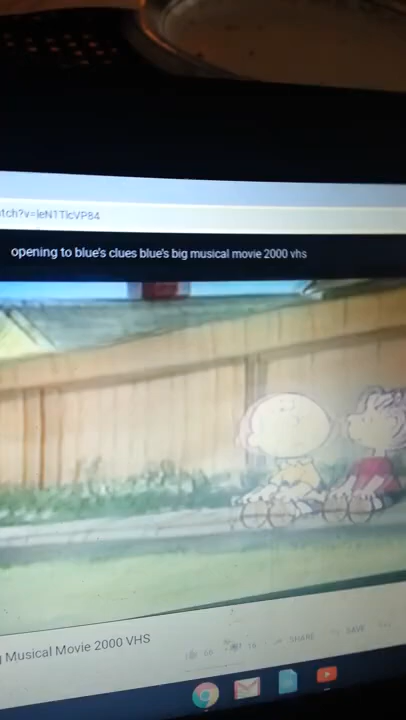 tch?v=leN1TlcVP84
opening to blue's clues blue's big musical movie 2000 vhs
Musical Movie 2000 VHS
SHARE
SAVE